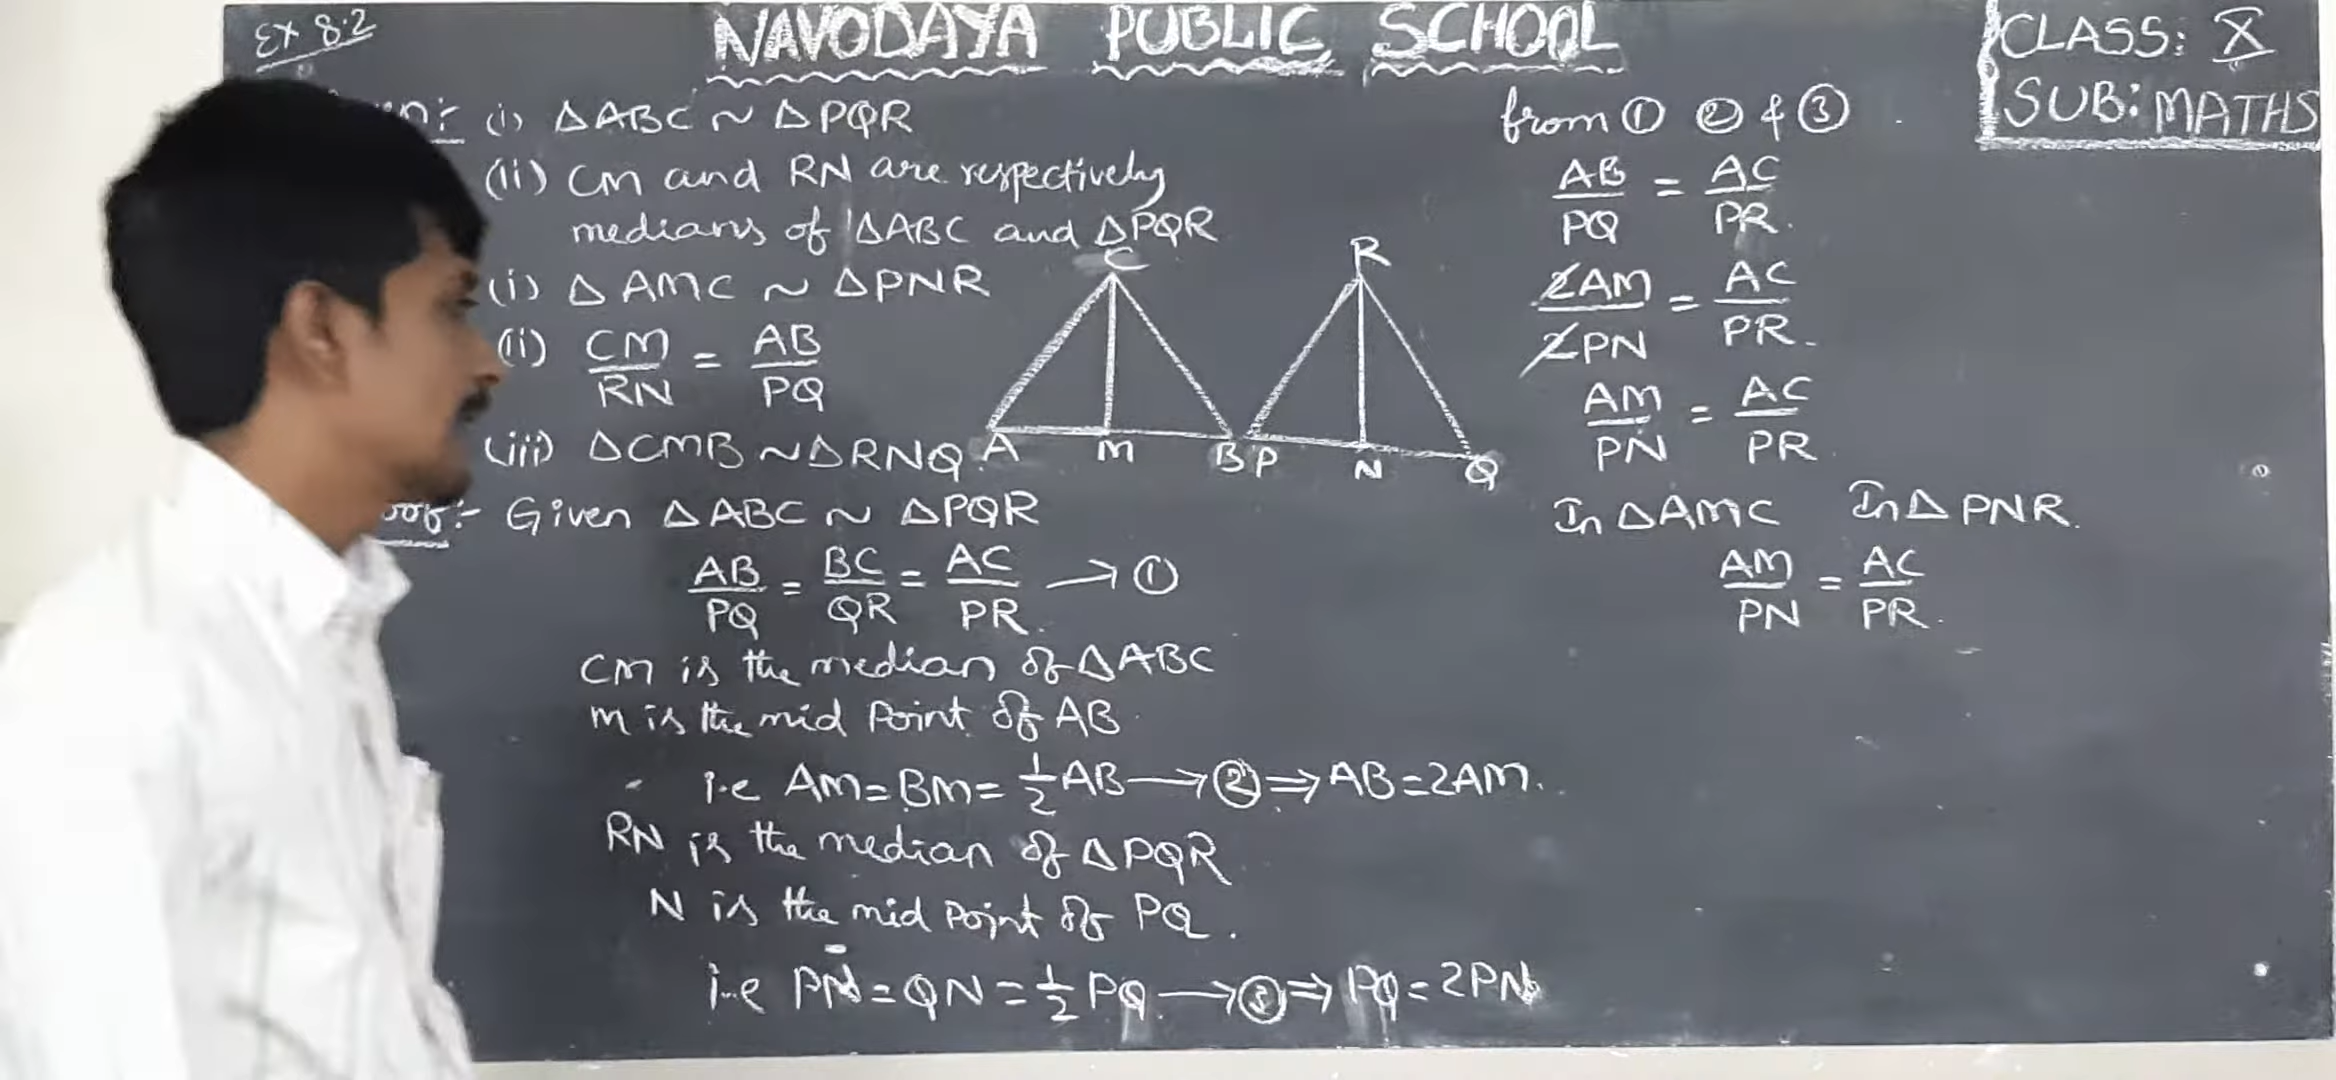 Ex 8.2
NAVODAYA PUBLIC SCHOOL
CLASS: X
SUB: MATHS
(i) ΔABC ~ ΔPQR
(ii) CM and RN are respectively
medians of ΔABC and ΔPQR
(i) ΔAMC ~ ΔPNR
(ii) CM/RN = AB/PQ
(iii) ΔCMB ~ ΔRNQ
C
A M B
R
P N Q
:- Given ΔABC ~ ΔPQR
AB/PQ = BC/QR = AC/PR. → ①
CM is the median of ΔABC
M is the mid Point of AB
i.e AM = BM = 1/2 AB → ② ⇒ AB = 2AM.
RN is the median of ΔPQR
N is the mid Point of PQ.
i.e PN = QN = 1/2 PQ → ③ ⇒ PQ = 2PN
from ① ② & ③
AB/PQ = AC/PR.
2AM/2PN = AC/PR.
AM/PN = AC/PR
In ΔAMC In ΔPNR.
AM/PN = AC/PR.